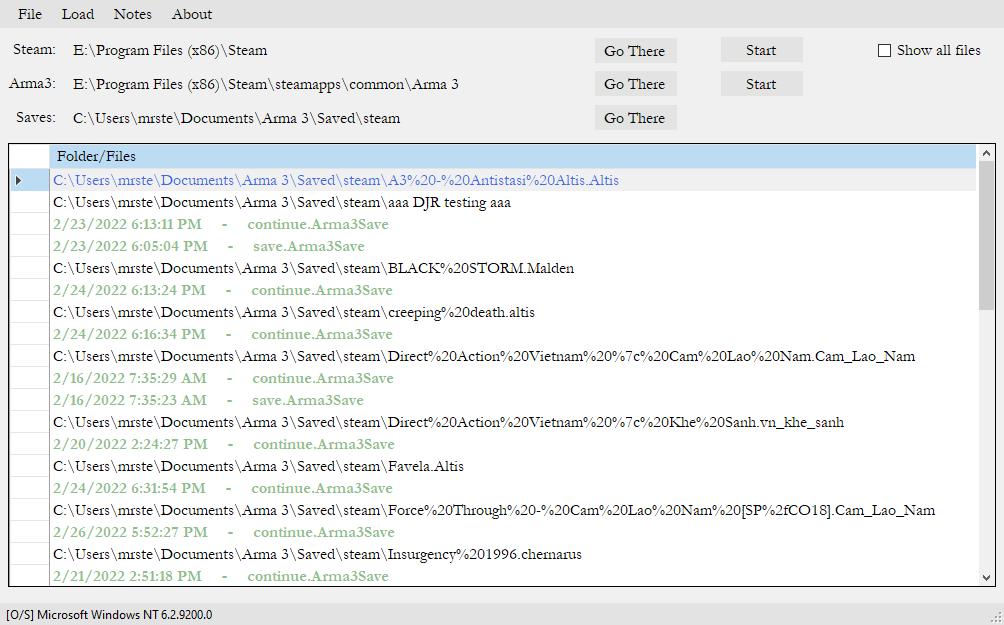 File Load Notes About
Steam: E:\Program Files (x86)\Steam Go There Start Show all files
Arma3: E:\Program Files (x86)\Steam\steamapps\common\Arma 3 Go There Start
Saves: C:\Users\mrste\Documents\Arma 3\Saved\steam Go There
Folder/Files
C:\Users\mrste\Documents\Arma 3\Saved\steam\A3%20-%20Antistasi%20Altis.Altis
C:\Users\mrste\Documents\Arma 3\Saved\steam\aaa DJR testing aaa
2/23/2022 6:13:11 PM - continue.Arma3Save
2/23/2022 6:05:04 PM - save.Arma3Save
C:\Users\mrste\Documents\Arma 3\Saved\steam\BLACK%20STORM.Malden
2/24/2022 6:13:24 PM - continue.Arma3Save
C:\Users\mrste\Documents\Arma 3\Saved\steam\creeping%20death.altis
2/24/2022 6:16:34 PM - continue.Arma3Save
C:\Users\mrste\Documents\Arma 3\Saved\steam\Direct%20Action%20Vietnam%20%7c%20Cam%20Lao%20Nam.Cam_Lao_Nam
2/16/2022 7:35:29 AM - continue.Arma3Save
2/16/2022 7:35:23 AM - save.Arma3Save
C:\Users\mrste\Documents\Arma 3\Saved\steam\Direct%20Action%20Vietnam%20%7c%20Khe%20Sanh.vn_khe_sanh
2/20/2022 2:24:27 PM - continue.Arma3Save
C:\Users\mrste\Documents\Arma 3\Saved\steam\Favela.Altis
2/24/2022 6:31:54 PM - continue.Arma3Save
C:\Users\mrste\Documents\Arma 3\Saved\steam\Force%20Through%20-%20Cam%20Lao%20Nam%20[SP%2fCO18].Cam_Lao_Nam
2/26/2022 5:52:27 PM - continue.Arma3Save
C:\Users\mrste\Documents\Arma 3\Saved\steam\Insurgency%201996.chernarus
2/21/2022 2:51:18 PM - continue.Arma3Save
[O/S] Microsoft Windows NT 6.2.9200.0